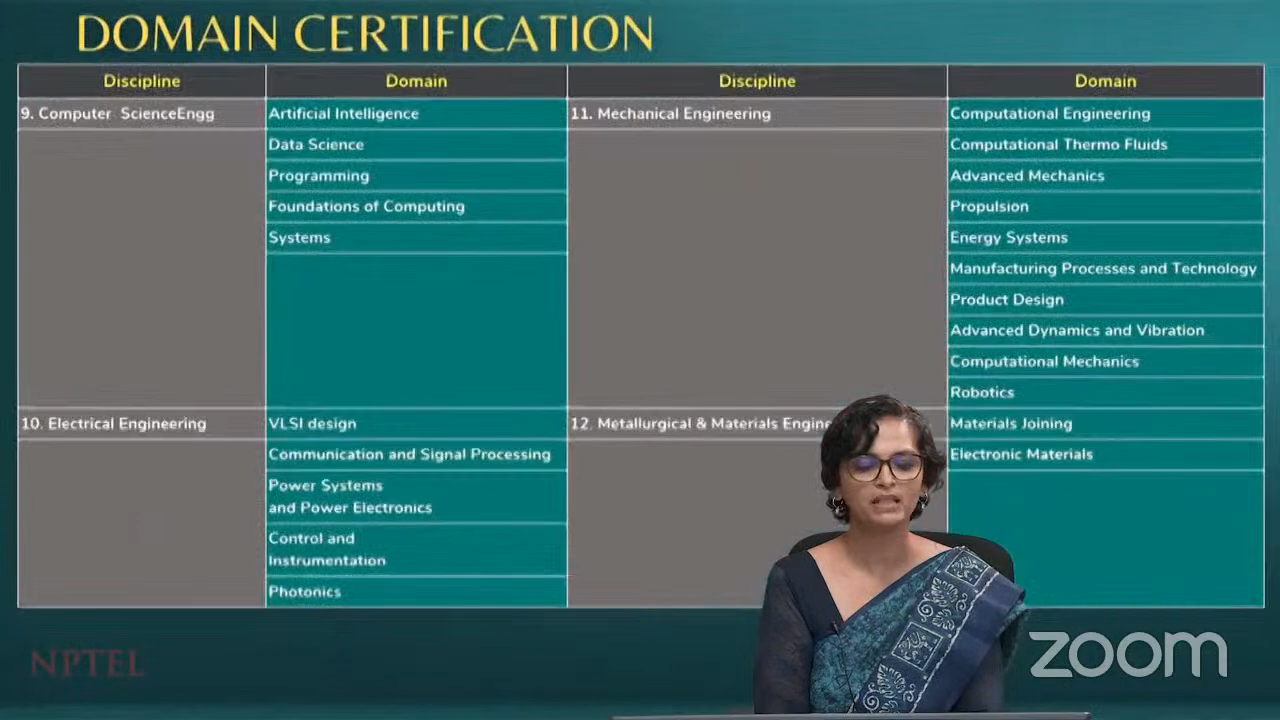 DOMAIN CERTIFICATION
Discipline
Domain
Discipline
Domain
9. Computer ScienceEngg
Artificial Intelligence
Data Science
Programming
Foundations of Computing
Systems
11. Mechanical Engineering
Computational Engineering
Computational Thermo Fluids
Advanced Mechanics
Propulsion
Energy Systems
Manufacturing Processes and Technology
Product Design
Advanced Dynamics and Vibration
Computational Mechanics
Robotics
10. Electrical Engineering
VLSI design
Communication and Signal Processing
Power Systems
and Power Electronics
Control and
Instrumentation
Photonics
12. Metallurgical & Materials
Materials Joining
Electronic Materials
NPTEL
zoom